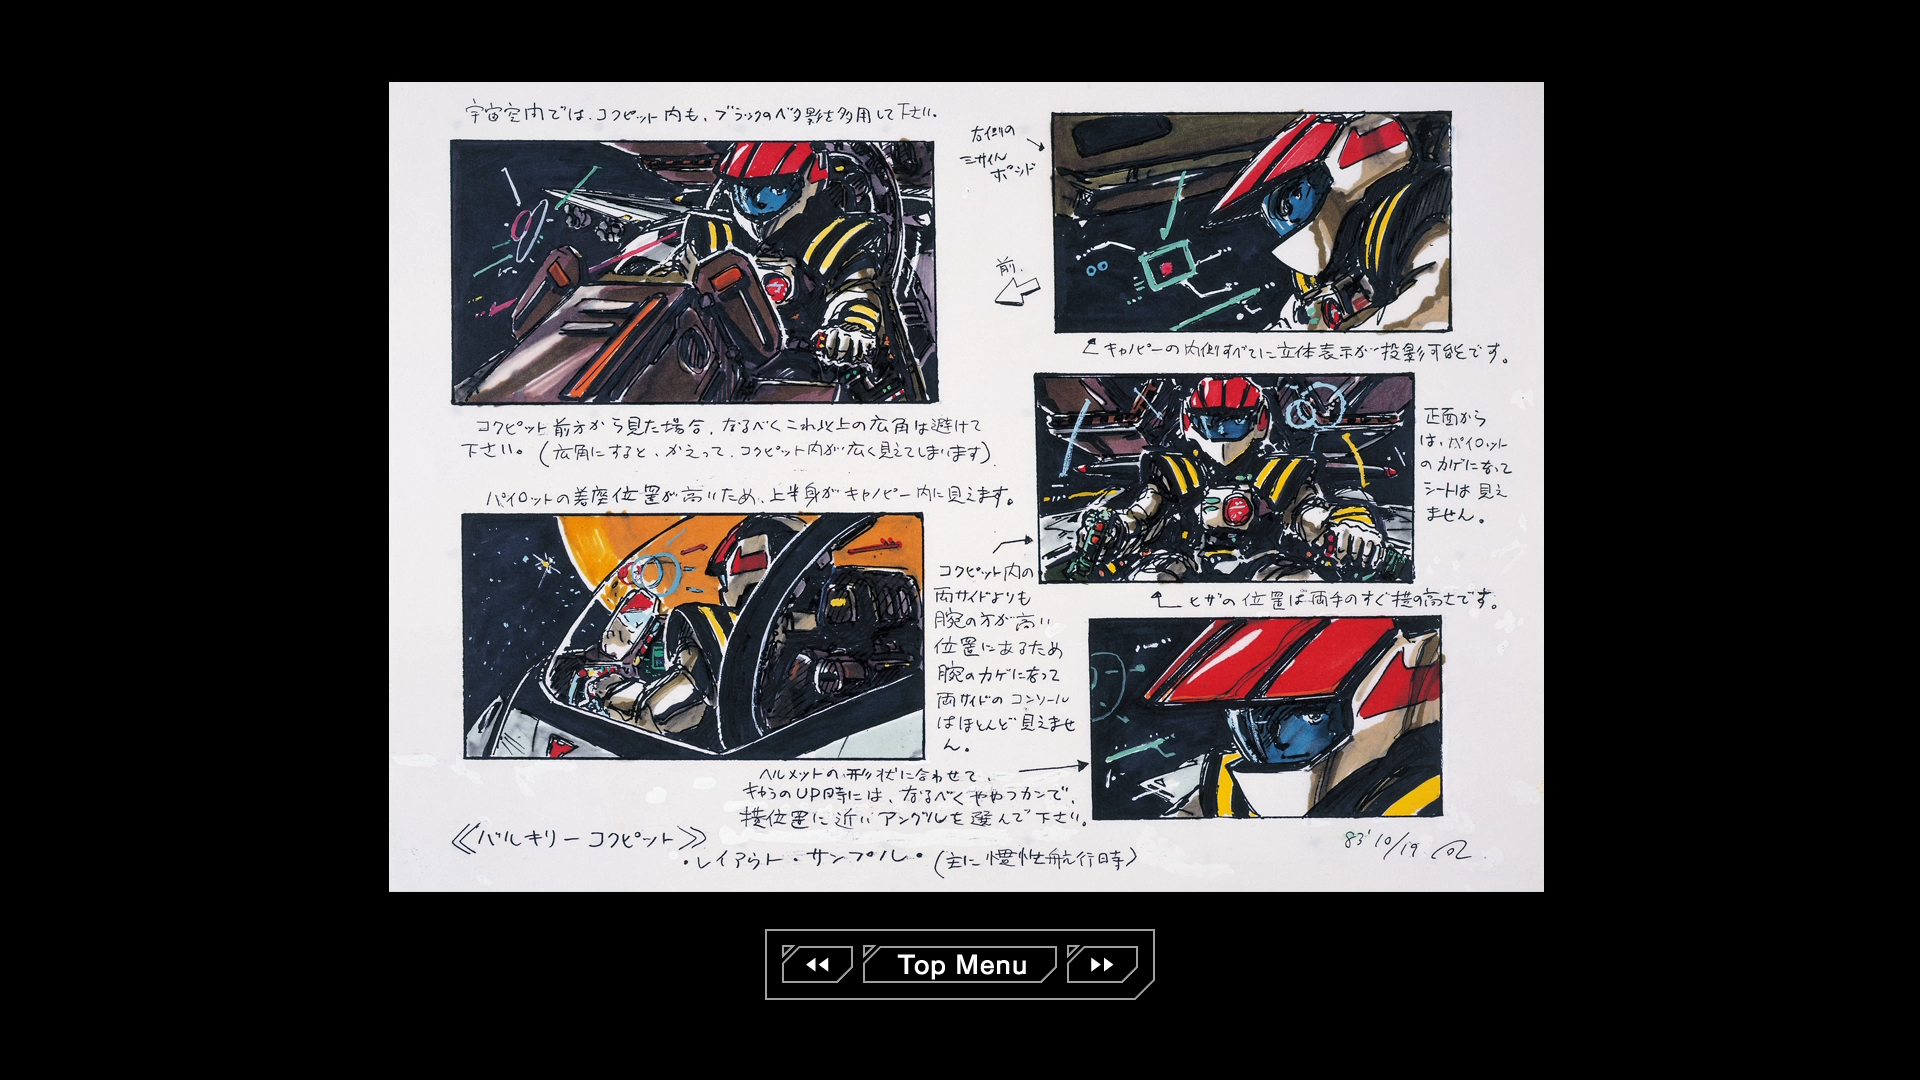 宇宙空内では、コクピット内も、ブラックのベタ影を多用して下さい。
右側の
ミサイル
ボンド
前.
キャノピーの内側すべてに立体表示が投影可能です。
コクピット前方から見た場合、なるべくこれ以上の広角は避けて
下さい。(広角にすると、かえって、コクピット内が広く見えてしまいます).
正面から
は、パイロット
のカゲになって
シートは見え
ません。
パイロットの着座位置が高いため、上半身がキャノピー内に見えます。
コクピット内の
両サイドよりも
腕の方が高い
位置にあるため
腕のカゲになって
両サイドのコンソール
はほとんど見えませ
ん。
ヒザの位置は両手のすぐ横の高さです。
ヘルメットの形状に合わせて、
キャラのUP時には、なるべくややフカンで、
横位置に近いアングルを選んで下さい。
≪バルキリー コクピット≫
・レイアウト・サンプル・(主に慣性航行時)
83' 10/19
Top Menu